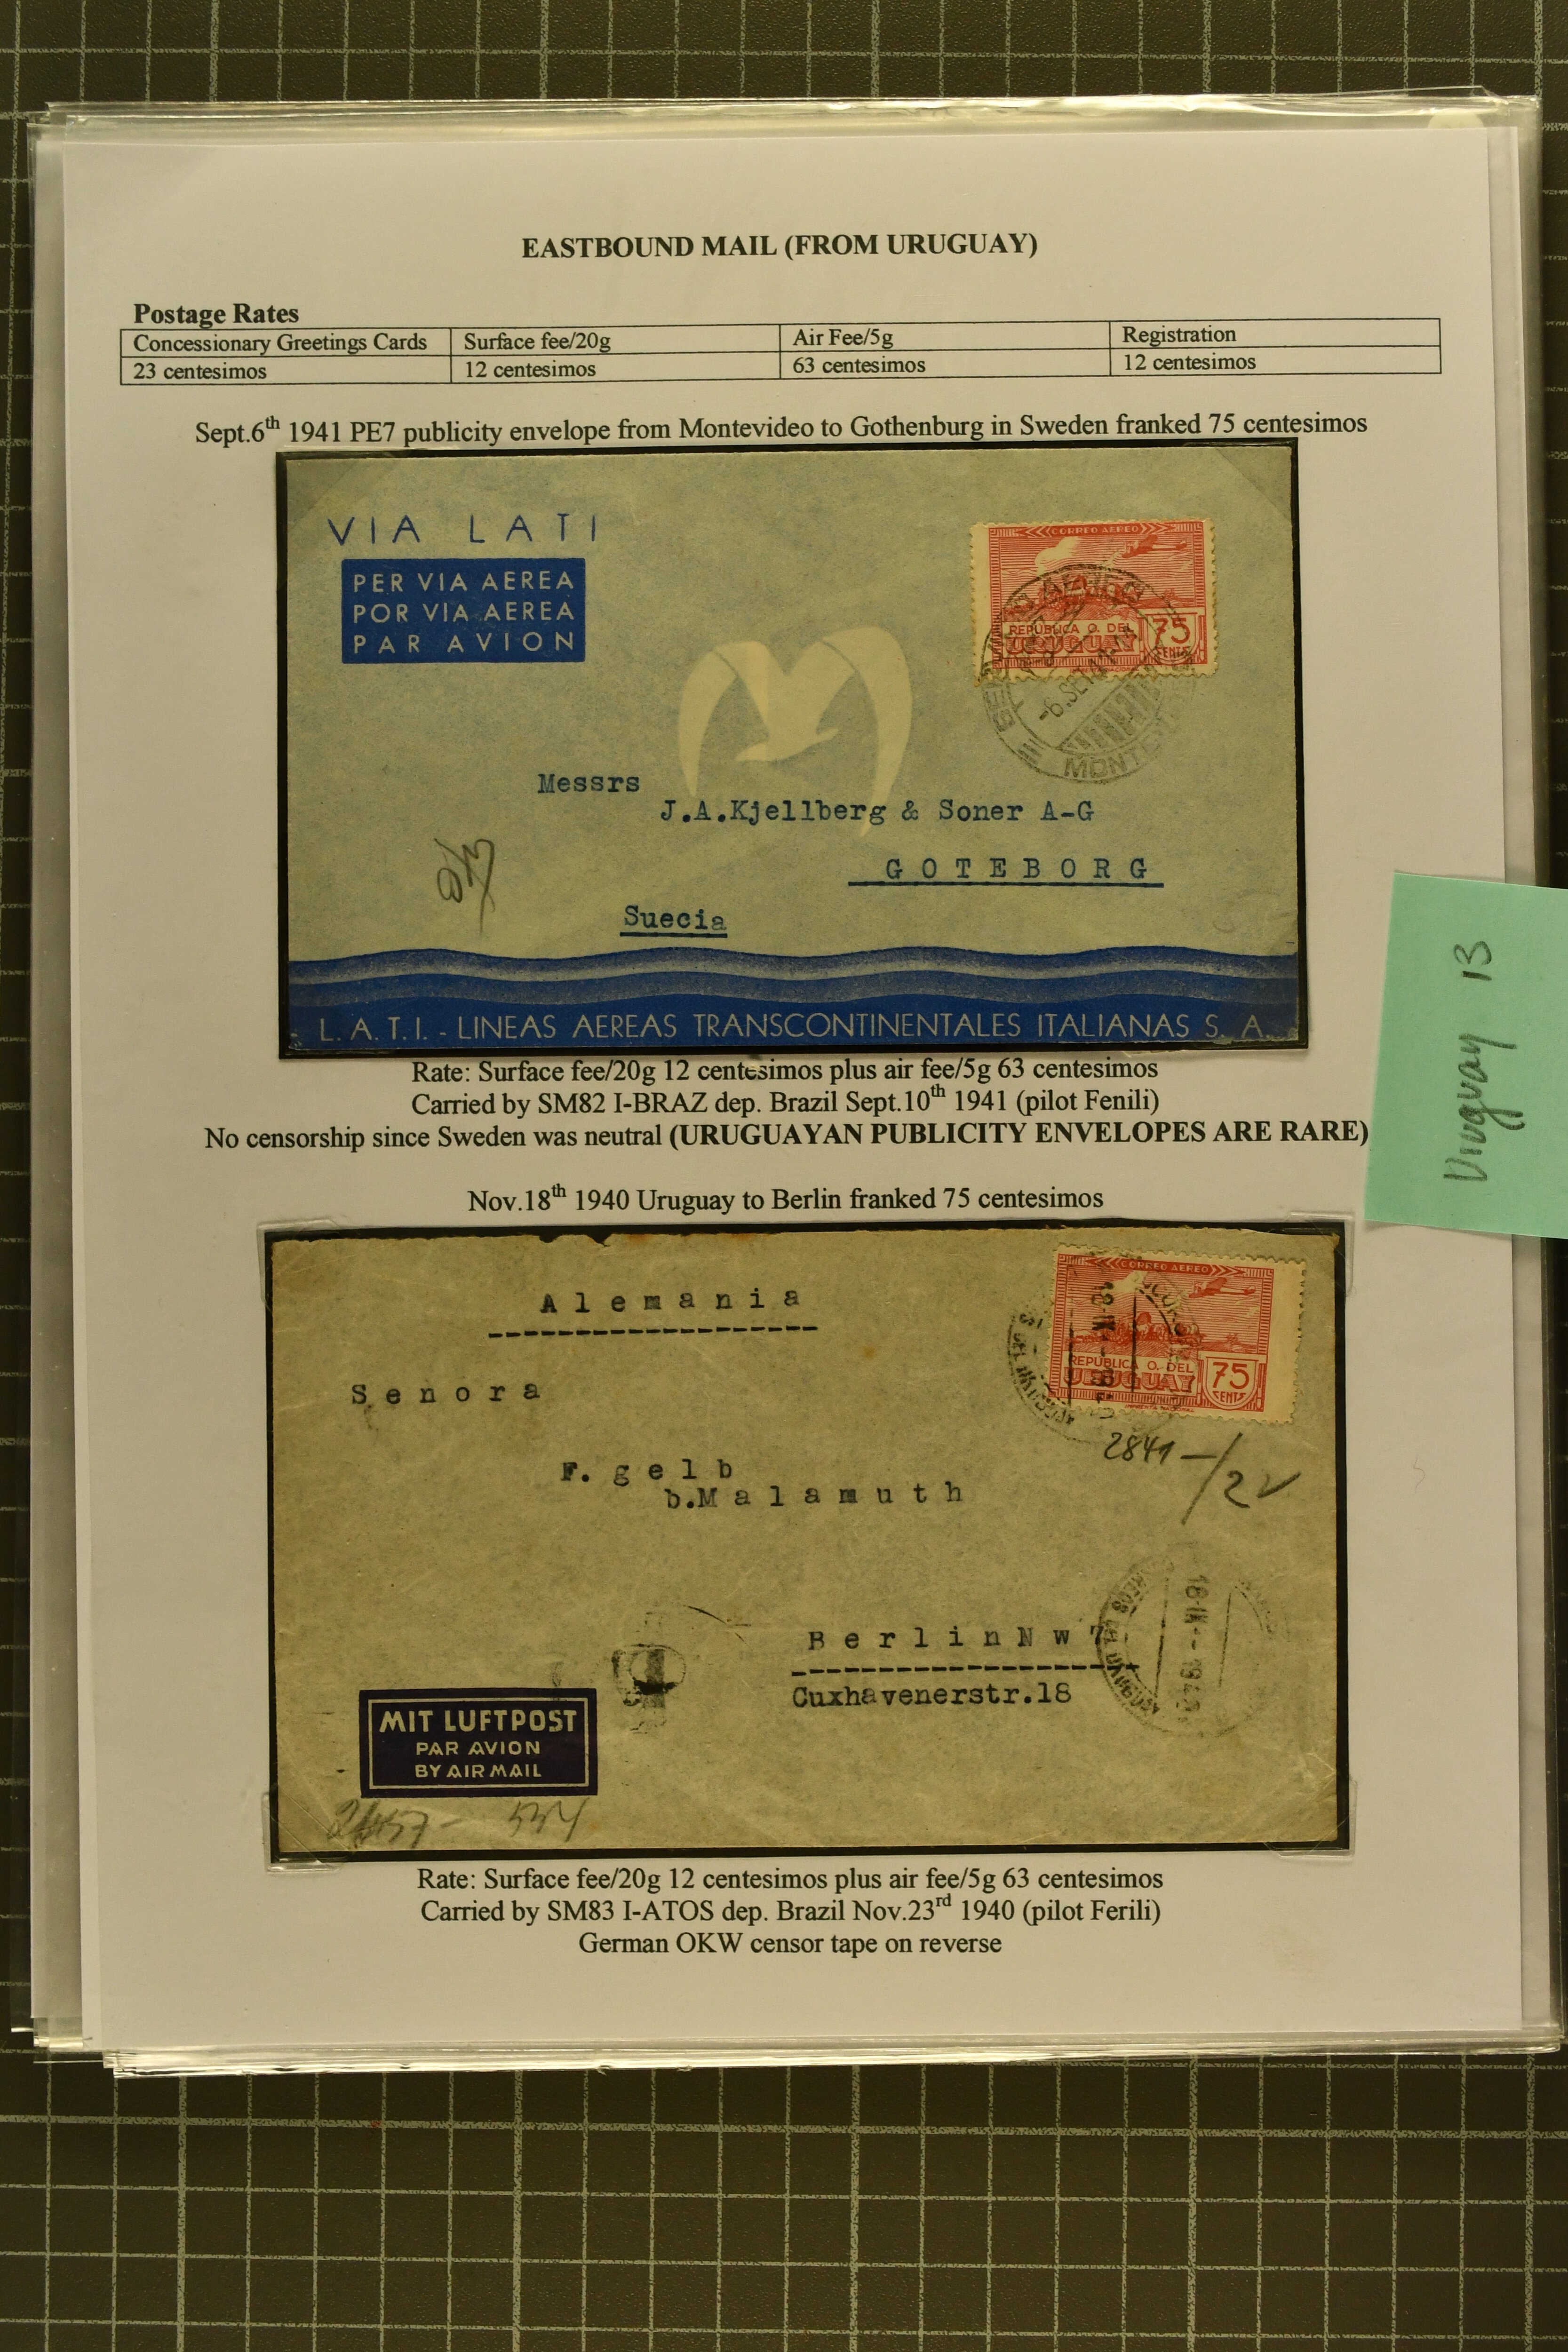 EASTBOUND MAIL (FROM URUGUAY)
Postage Rates
Concessionary Greetings Cards Surface fee/20g Air Fee/5g Registration
23 centesimos 12 centesimos 63 centesimos 12 centesimos
Sept.6th 1941 PE7 publicity envelope from Montevideo to Gothenburg in Sweden franked 75 centesimos
VIA LATI
PER VIA AEREA
POR VIA AEREA
PAR AVION
CORREO AEREO
REPUBLICA O. DEL
URUGUAY
75
CENTS
-6.SET
MONTE
Messrs
J.A.Kjellberg & Soner A-G
GOTEBORG
Suecia
L.A.T.I. - LINEAS AEREAS TRANSCONTINENTALES ITALIANAS S. A.
Rate: Surface fee/20g 12 centesimos plus air fee/5g 63 centesimos
Carried by SM82 I-BRAZ dep. Brazil Sept.10th 1941 (pilot Fenili)
No censorship since Sweden was neutral (URUGUAYAN PUBLICITY ENVELOPES ARE RARE)
Uruguay 13
Nov.18th 1940 Uruguay to Berlin franked 75 centesimos
Alemania
CORREO AEREO
REPUBLICA O. DEL
URUGUAY
75
CENTS
Senora
2841-/22
F. gelb
b.Malamuth
Berlin Nw 7
Cuxhavenerstr.18
MIT LUFTPOST
PAR AVION
BY AIR MAIL
Rate: Surface fee/20g 12 centesimos plus air fee/5g 63 centesimos
Carried by SM83 I-ATOS dep. Brazil Nov.23rd 1940 (pilot Ferili)
German OKW censor tape on reverse